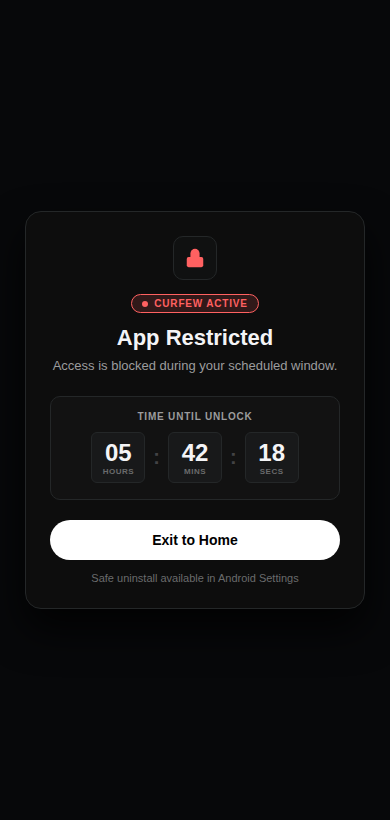 CURFEW ACTIVE
App Restricted
Access is blocked during your scheduled window.
TIME UNTIL UNLOCK
05 : 42 : 18
HOURS MINS SECS
Exit to Home
Safe uninstall available in Android Settings